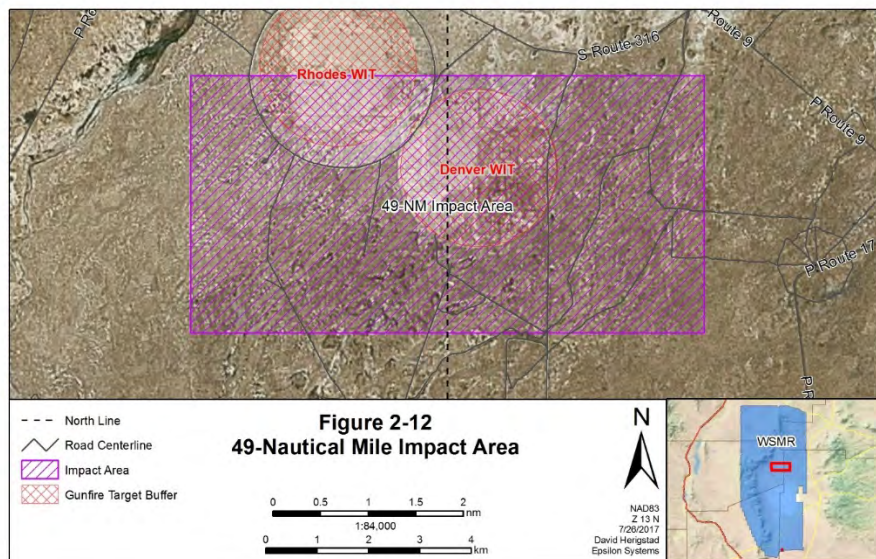 P Ro
S Route 316
Route 9
P Route 9
Rhodes WIT
Denver WIT
49-NM Impact Area
P Route 17
P R
North Line
Road Centerline
Impact Area
Gunfire Target Buffer
Figure 2-12
49-Nautical Mile Impact Area
0 0.5 1 1.5 2
nm
1:84,000
0 1 2 3 4
km
N
NAD83
Z 13 N
7/26/2017
David Herigstad
Epsilon Systems
WSMR